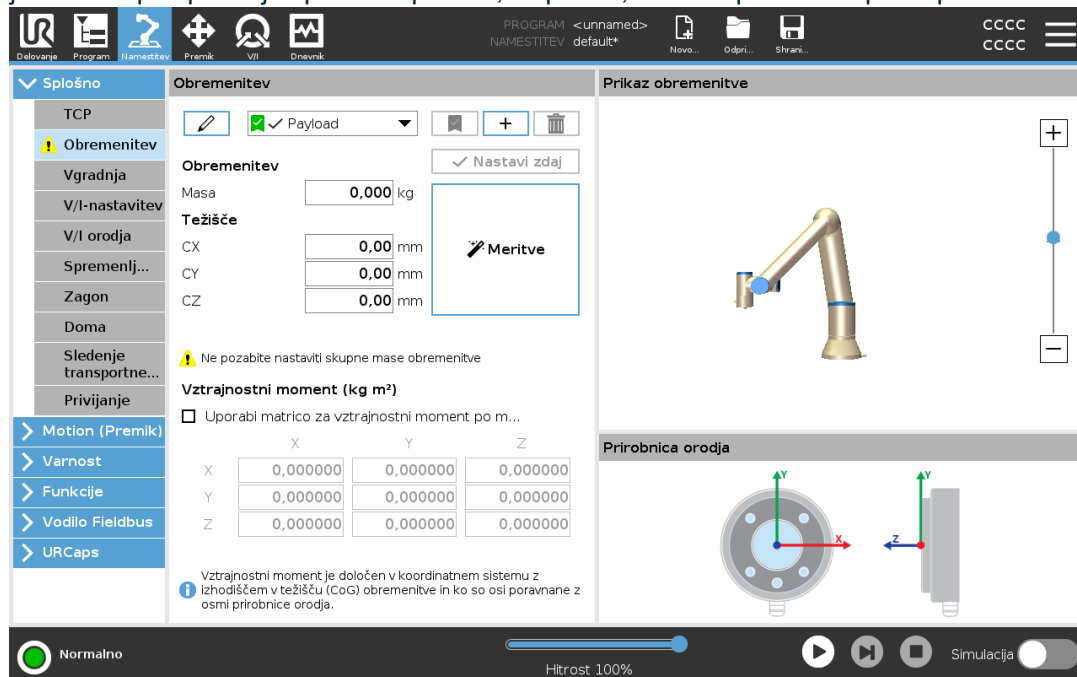 PROGRAM <unnamed>
NAMESTITEV default*
Delovanje Program Namestitev Premik V/I Dnevnik
Novo... Odpri... Shrani...
cccc
cccc
Splošno
TCP
Obremenitev
Vgradnja
V/I-nastavitev
V/I orodja
Spremenlj...
Zagon
Doma
Sledenje
transportne...
Privijanje
Motion (Premik)
Varnost
Funkcije
Vodilo Fieldbus
URCaps
Obremenitev
Payload
Nastavi zdaj
Obremenitev
Masa 0,000 kg
Težišče
CX 0,00 mm
CY 0,00 mm
CZ 0,00 mm
Meritve
Ne pozabite nastaviti skupne mase obremenitve
Vztrajnostni moment (kg m²)
Uporabi matrico za vztrajnostni moment po m...
X Y Z
X 0,000000 0,000000 0,000000
Y 0,000000 0,000000 0,000000
Z 0,000000 0,000000 0,000000
Vztrajnostni moment je določen v koordinatnem sistemu z
izhodiščem v težišču (CoG) obremenitve in ko so osi poravnane z
osmi prirobnice orodja.
Prikaz obremenitve
Prirobnica orodja
Y
X
Y
Z
Normalno
Hitrost 100%
Simulacija